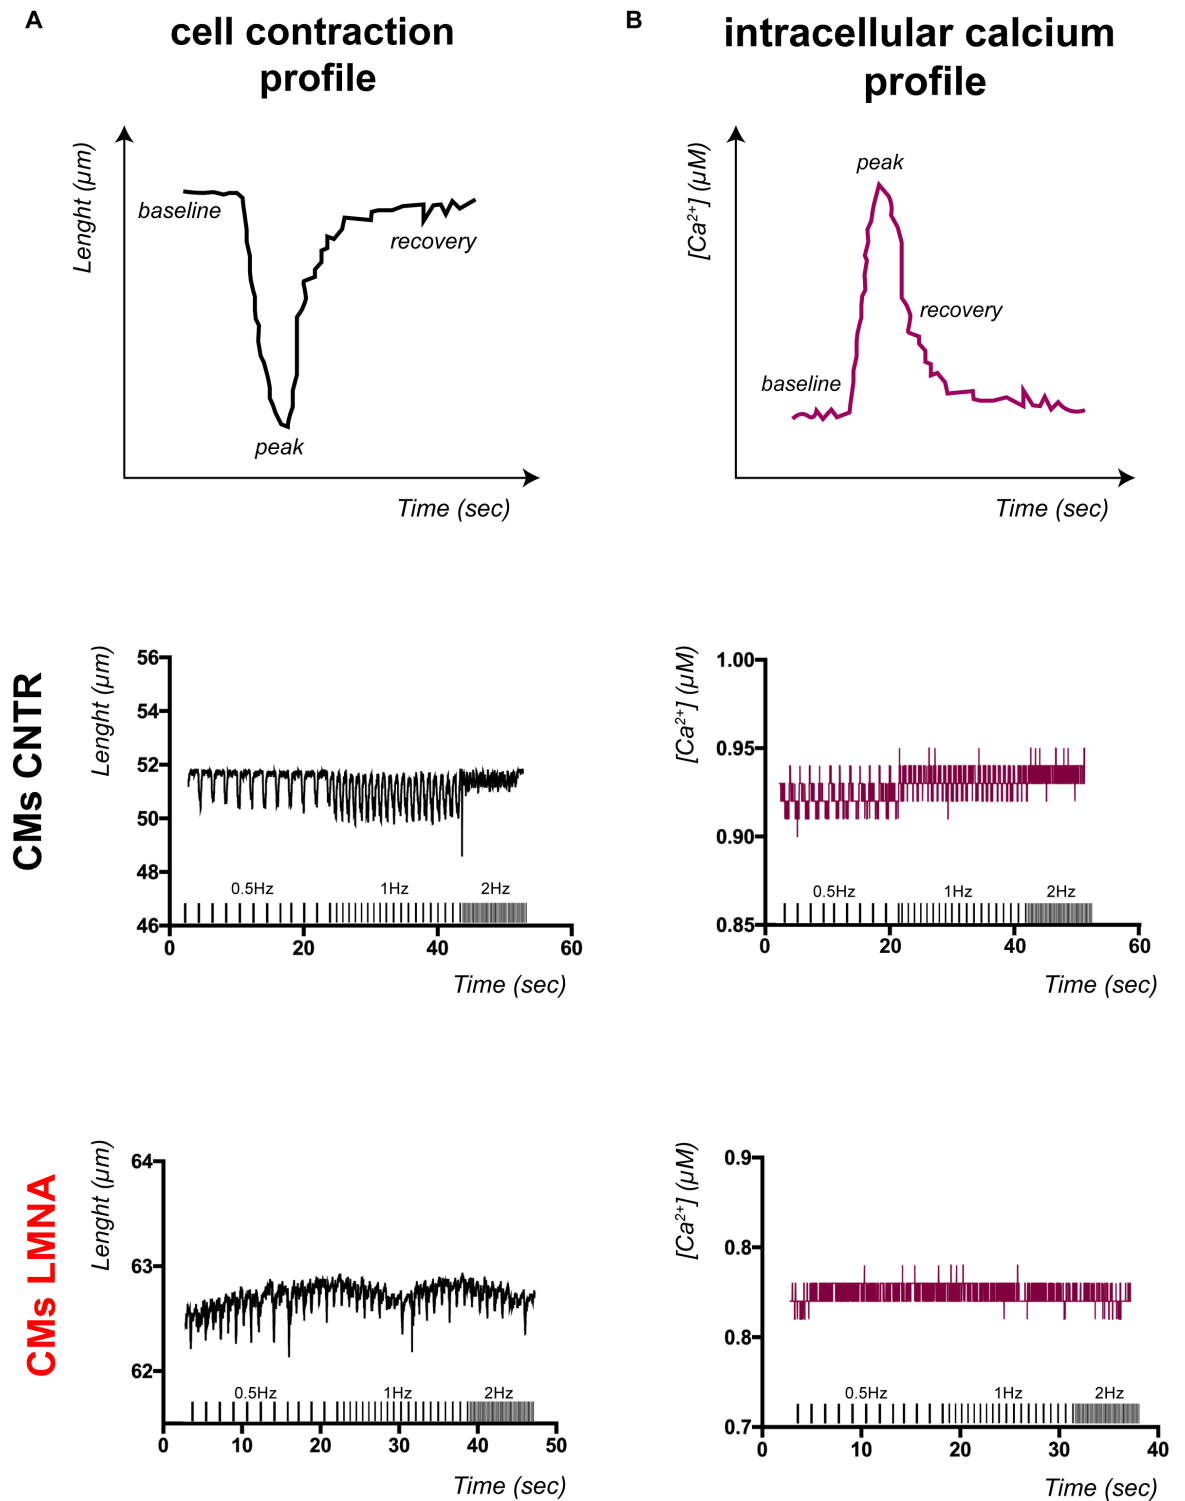 A
cell contraction
profile
B
intracellular calcium
profile
Lenght (µm)
baseline
peak
recovery
Time (sec)
[Ca²⁺] (µM)
peak
recovery
baseline
Time (sec)
CMs CNTR
Lenght (µm)
56
54
52
50
48
46
0.5Hz
1Hz
2Hz
0
20
40
60
Time (sec)
[Ca²⁺] (µM)
1.00
0.95
0.90
0.85
0.5Hz
1Hz
2Hz
0
20
40
60
Time (sec)
CMs LMNA
Lenght (µm)
64
63
62
0.5Hz
1Hz
2Hz
0
10
20
30
40
50
Time (sec)
[Ca²⁺] (µM)
0.9
0.8
0.8
0.7
0.5Hz
1Hz
2Hz
0
10
20
30
40
Time (sec)